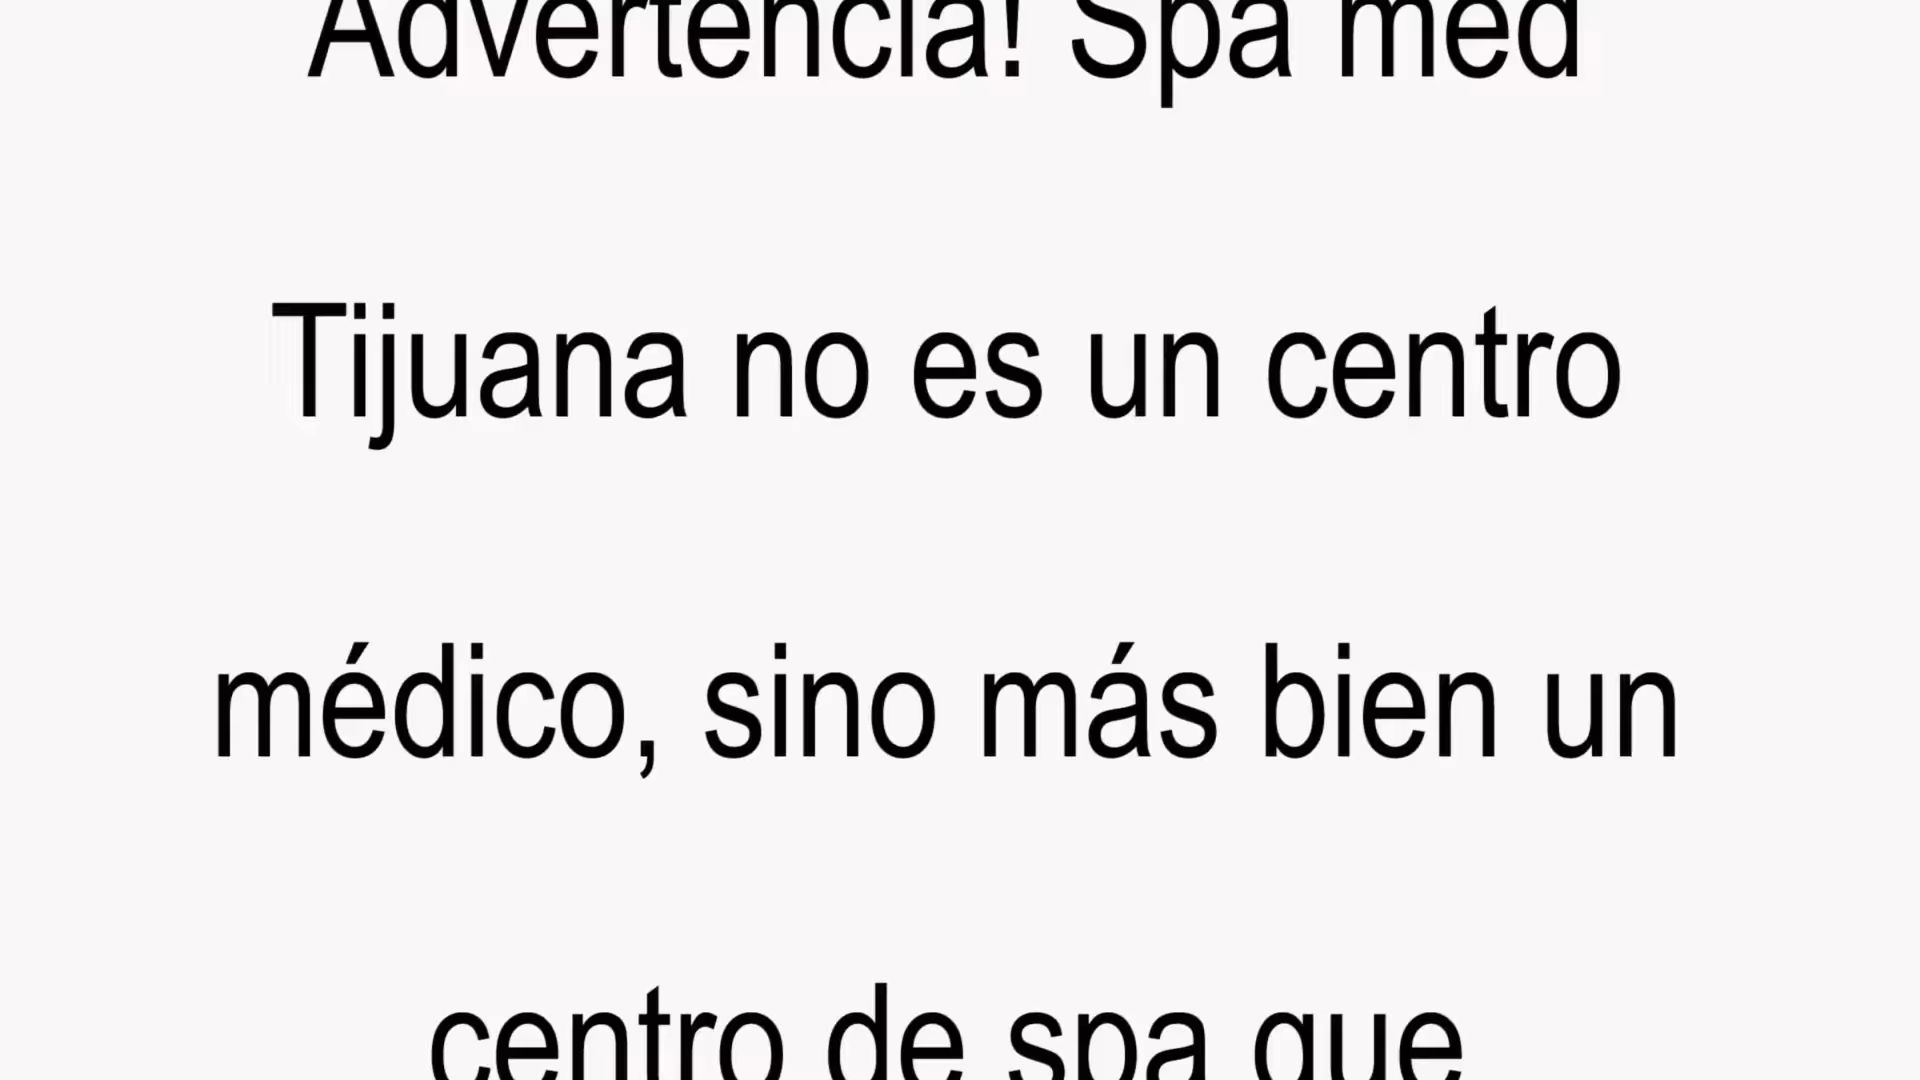 Advertencia! Spa med
Tijuana no es un centro
médico, sino más bien un
centro de spa que